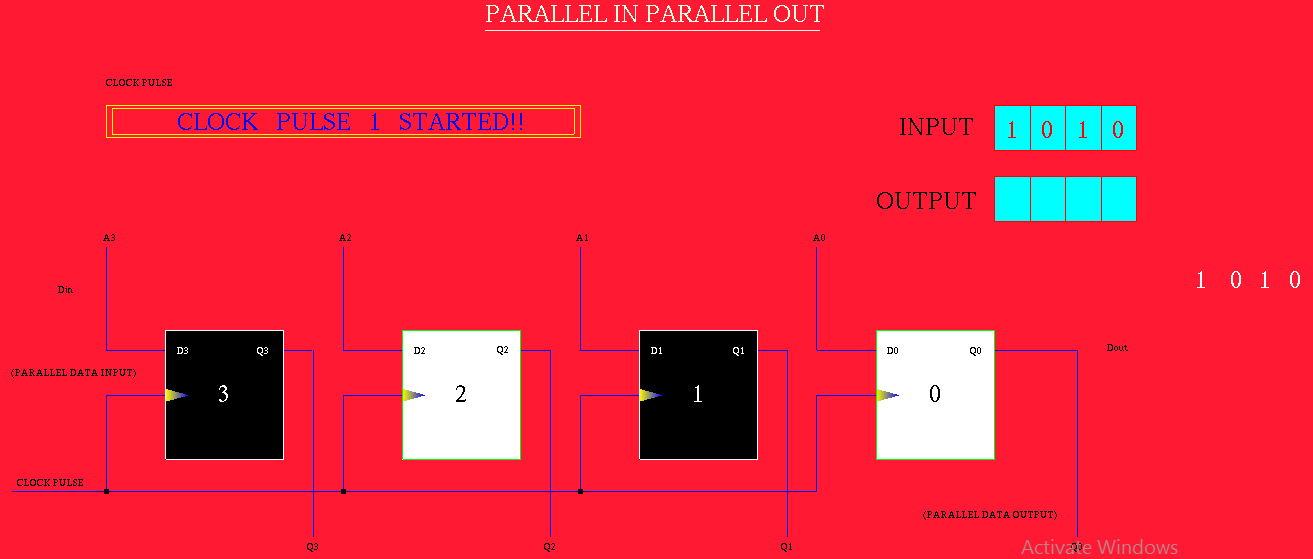 PARALLEL IN PARALLEL OUT
CLOCK PULSE
CLOCK PULSE 1 STARTED!!
INPUT 1 0 1 0
OUTPUT
A3 A2 A1 A0
1 0 1 0
Din
D3 Q3 D2 Q2 D1 Q1 D0 Q0
Dout
(PARALLEL DATA INPUT)
3 2 1 0
CLOCK PULSE
(PARALLEL DATA OUTPUT)
Q3 Q2 Q1
Activate Windows